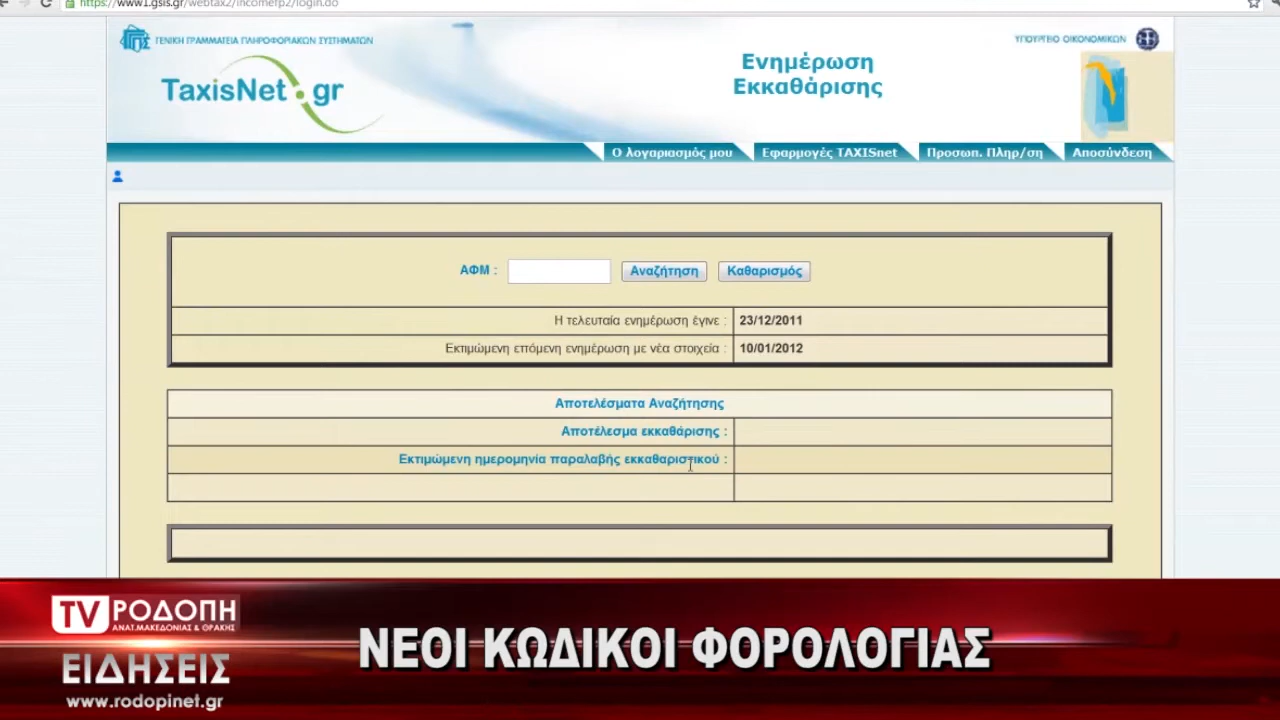 https://www1.gsis.gr/webtax2/incomefp2/login.do
ΓΕΝΙΚΗ ΓΡΑΜΜΑΤΕΙΑ ΠΛΗΡΟΦΟΡΙΑΚΩΝ ΣΥΣΤΗΜΑΤΩΝ
ΥΠΟΥΡΓΕΙΟ ΟΙΚΟΝΟΜΙΚΩΝ
TaxisNet.gr
Ενημέρωση
Εκκαθάρισης
Ο λογαριασμός μου
Εφαρμογές TAXISnet
Προσωπ. Πληρ/ση
Αποσύνδεση
ΑΦΜ :
Αναζήτηση
Καθαρισμός
Η τελευταία ενημέρωση έγινε : 23/12/2011
Εκτιμώμενη επόμενη ενημέρωση με νέα στοιχεία : 10/01/2012
Αποτελέσματα Αναζήτησης
Αποτέλεσμα εκκαθάρισης :
Εκτιμώμενη ημερομηνία παραλαβής εκκαθαριστικού :
TV ΡΟΔΟΠΗ
ΑΝΑΤ.ΜΑΚΕΔΟΝΙΑΣ & ΘΡΑΚΗΣ
ΕΙΔΗΣΕΙΣ
www.rodopinet.gr
ΝΕΟΙ ΚΩΔΙΚΟΙ ΦΟΡΟΛΟΓΙΑΣ